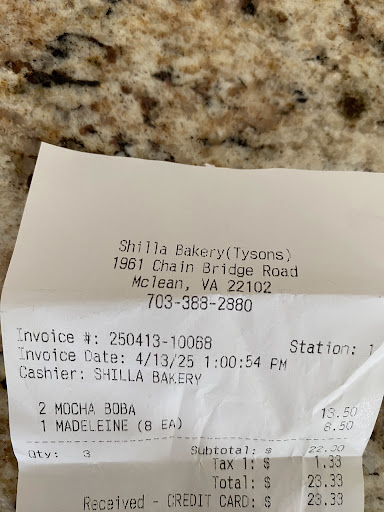 Shilla Bakery(Tysons)
1961 Chain Bridge Road
Mclean, VA 22102
703-388-2880
Invoice #: 250413-10068 Station: 1
Invoice Date: 4/13/25 1:00:54 PM
Cashier: SHILLA BAKERY
2 MOCHA BOBA 13.50
1 MADELEINE (8 EA) 8.50
Qty: 3 Subtotal: $ 22.00
Tax 1: $ 1.33
Total: $ 23.33
Received - CREDIT CARD: $ 23.33